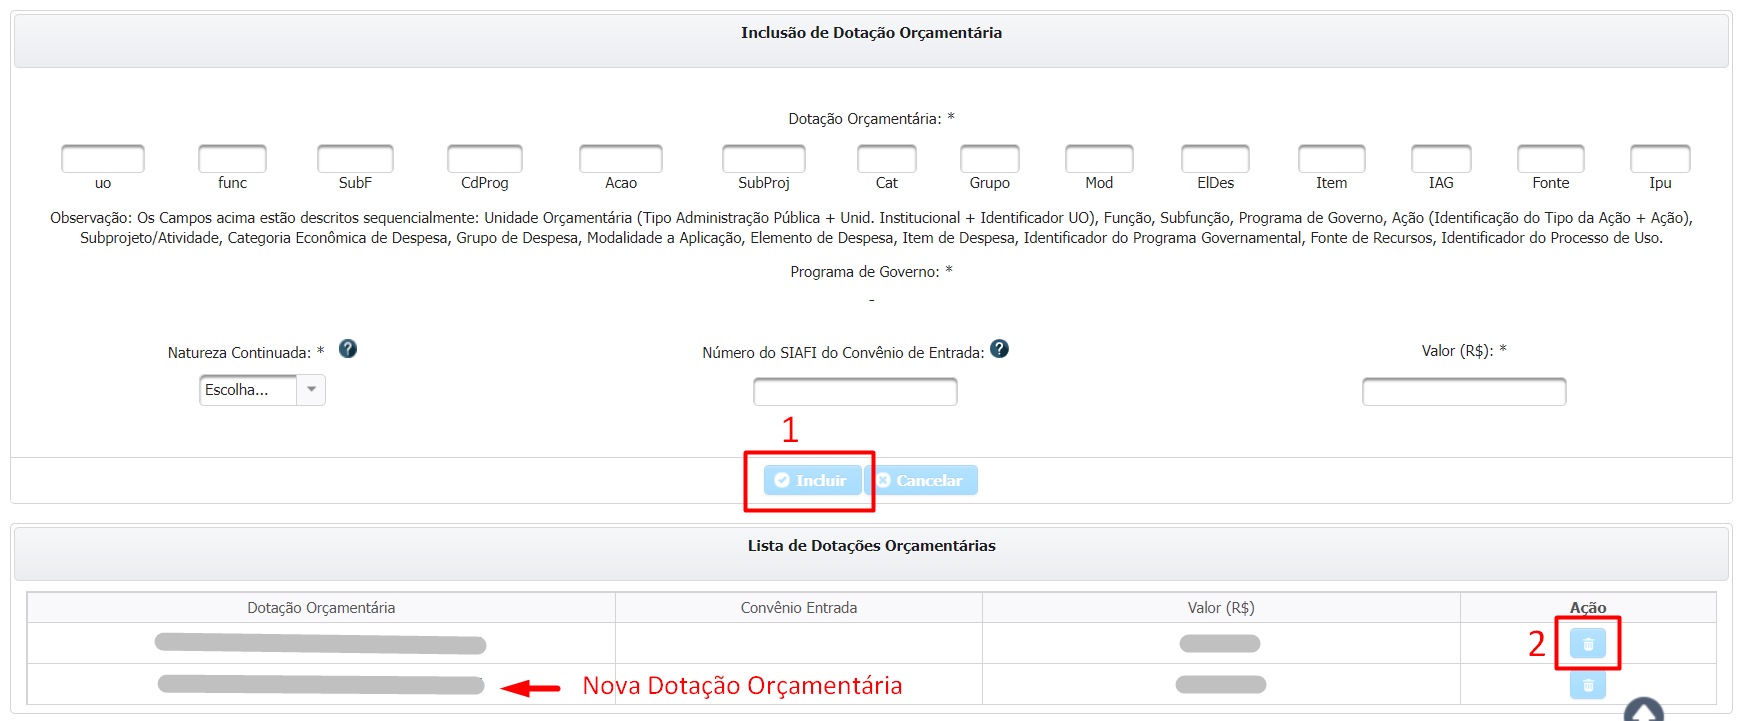 Inclusão de Dotação Orçamentária
Dotação Orçamentária: *
uo func SubF CdProg Acao SubProj Cat Grupo Mod ElDes Item IAG Fonte Ipu
Observação: Os Campos acima estão descritos sequencialmente: Unidade Orçamentária (Tipo Administração Pública + Unid. Institucional + Identificador UO), Função, Subfunção, Programa de Governo, Ação (Identificação do Tipo da Ação + Ação),
Subprojeto/Atividade, Categoria Econômica de Despesa, Grupo de Despesa, Modalidade a Aplicação, Elemento de Despesa, Item de Despesa, Identificador do Programa Governamental, Fonte de Recursos, Identificador do Processo de Uso.
Programa de Governo: *
-
Natureza Continuada: * ? Número do SIAFI do Convênio de Entrada: ? Valor (R$): *
Escolha...
1
Incluir Cancelar
Lista de Dotações Orçamentárias
Dotação Orçamentária Convênio Entrada Valor (R$) Ação
2
Nova Dotação Orçamentária